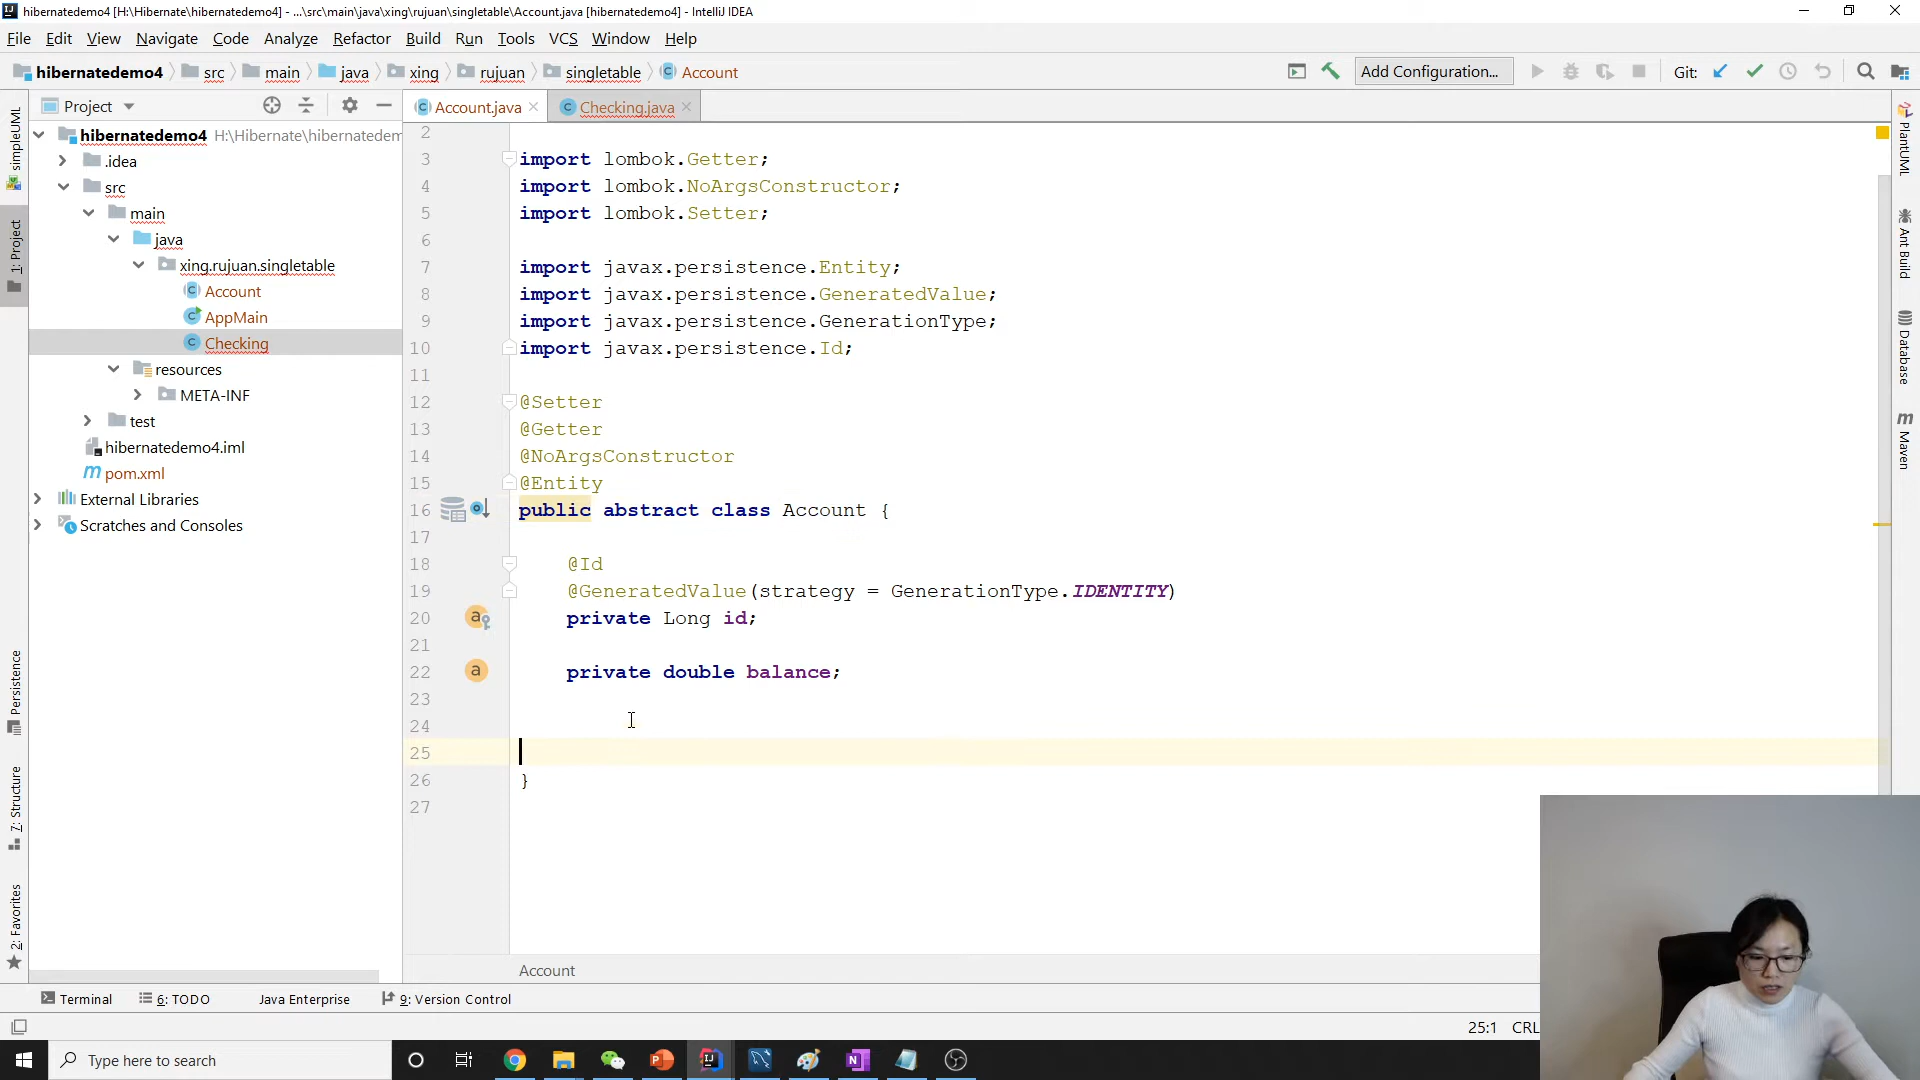 hibernatedemo4 [H:\Hibernate\hibernatedemo4] - ...\src\main\java\xing\rujuan\singletable\Account.java [hibernatedemo4] - IntelliJ IDEA
File Edit View Navigate Code Analyze Refactor Build Run Tools VCS Window Help
hibernatedemo4 src main java xing rujuan singletable Account Add Configuration... Git:
Project Account.java Checking.java
hibernatedemo4 H:\Hibernate\hibernatedem
.idea
src
main
java
xing.rujuan.singletable
Account
AppMain
Checking
resources
META-INF
test
hibernatedemo4.iml
pom.xml
External Libraries
Scratches and Consoles
simpleUML
1: Project
Persistence
7: Structure
2: Favorites
2
3 import lombok.Getter;
4 import lombok.NoArgsConstructor;
5 import lombok.Setter;
6
7 import javax.persistence.Entity;
8 import javax.persistence.GeneratedValue;
9 import javax.persistence.GenerationType;
10 import javax.persistence.Id;
11
12 @Setter
13 @Getter
14 @NoArgsConstructor
15 @Entity
16 public abstract class Account {
17
18 @Id
19 @GeneratedValue(strategy = GenerationType.IDENTITY)
20 private Long id;
21
22 private double balance;
23
24
25
26 }
27
Account
PlantUML
Ant Build
Database
Maven
Terminal 6: TODO Java Enterprise 9: Version Control
25:1 CRL
Type here to search